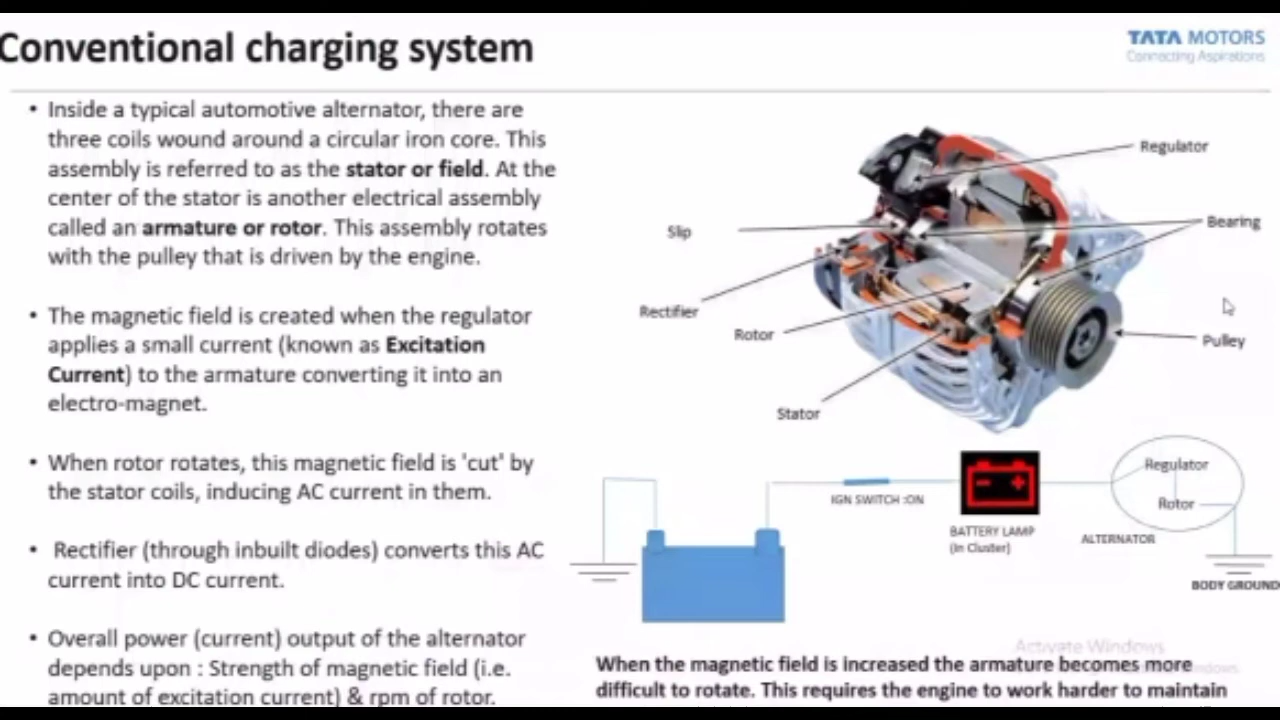 Conventional charging system
TATA MOTORS
Connecting Aspirations
• Inside a typical automotive alternator, there are
three coils wound around a circular iron core. This
assembly is referred to as the stator or field. At the
center of the stator is another electrical assembly
called an armature or rotor. This assembly rotates
with the pulley that is driven by the engine.
• The magnetic field is created when the regulator
applies a small current (known as Excitation
Current) to the armature converting it into an
electro-magnet.
• When rotor rotates, this magnetic field is 'cut' by
the stator coils, inducing AC current in them.
• Rectifier (through inbuilt diodes) converts this AC
current into DC current.
• Overall power (current) output of the alternator
depends upon : Strength of magnetic field (i.e.
amount of excitation current) & rpm of rotor.
Regulator
Slip
Bearing
Rectifier
Rotor
Pulley
Stator
IGN SWITCH :ON
BATTERY LAMP
(In Cluster)
Regulator
Rotor
ALTERNATOR
BODY GROUND
Activate Windows
When the magnetic field is increased the armature becomes more
difficult to rotate. This requires the engine to work harder to maintain